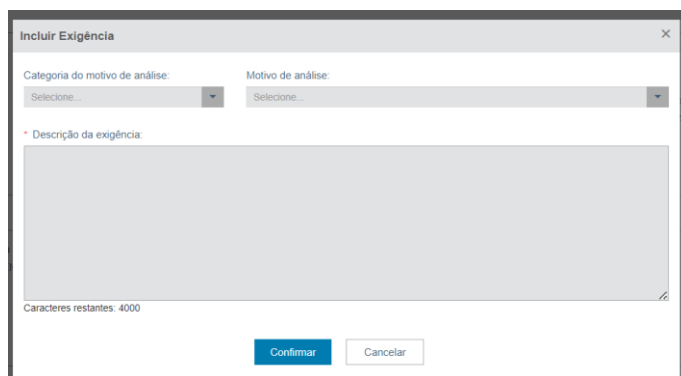 Incluir Exigência
Categoria do motivo de análise: Motivo de análise:
Selecione... Selecione...
* Descrição da exigência:
Caracteres restantes: 4000
Confirmar Cancelar